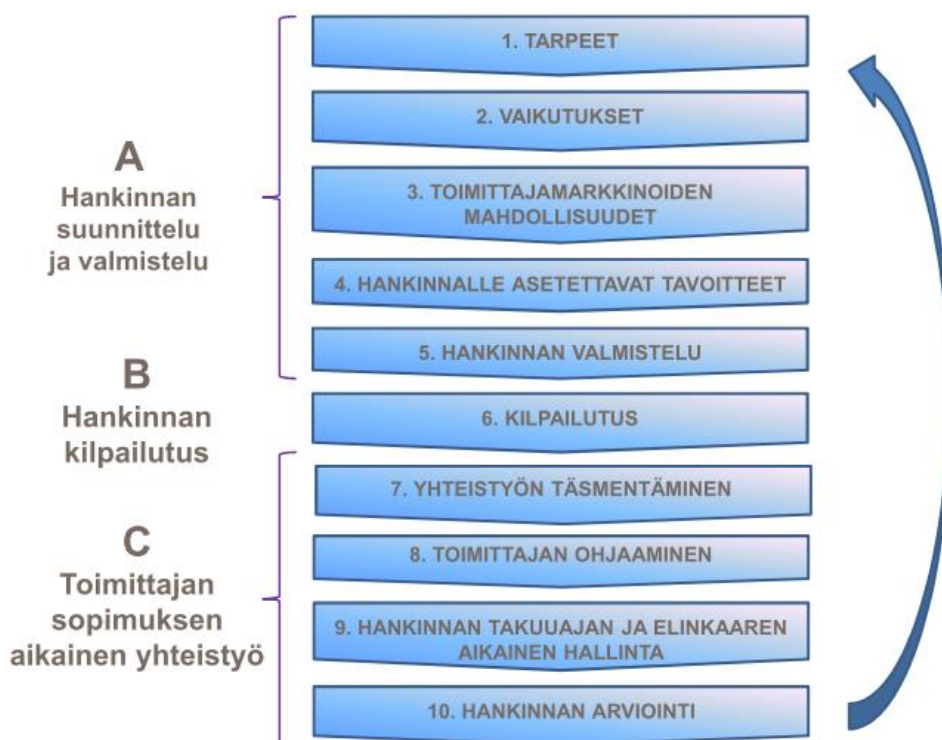 A
Hankinnan
suunnittelu
ja valmistelu
1. TARPEET
2. VAIKUTUKSET
3. TOIMITTAJAMARKKINOIDEN
MAHDOLLISUUDET
4. HANKINNALLE ASETETTAVAT TAVOITTEET
5. HANKINNAN VALMISTELU
B
Hankinnan
kilpailutus
6. KILPAILUTUS
C
Toimittajan
sopimuksen
aikainen yhteistyö
7. YHTEISTYÖN TÄSMENTÄMINEN
8. TOIMITTAJAN OHJAAMINEN
9. HANKINNAN TAKUUAJAN JA ELINKAAREN
AIKAINEN HALLINTA
10. HANKINNAN ARVIOINTI